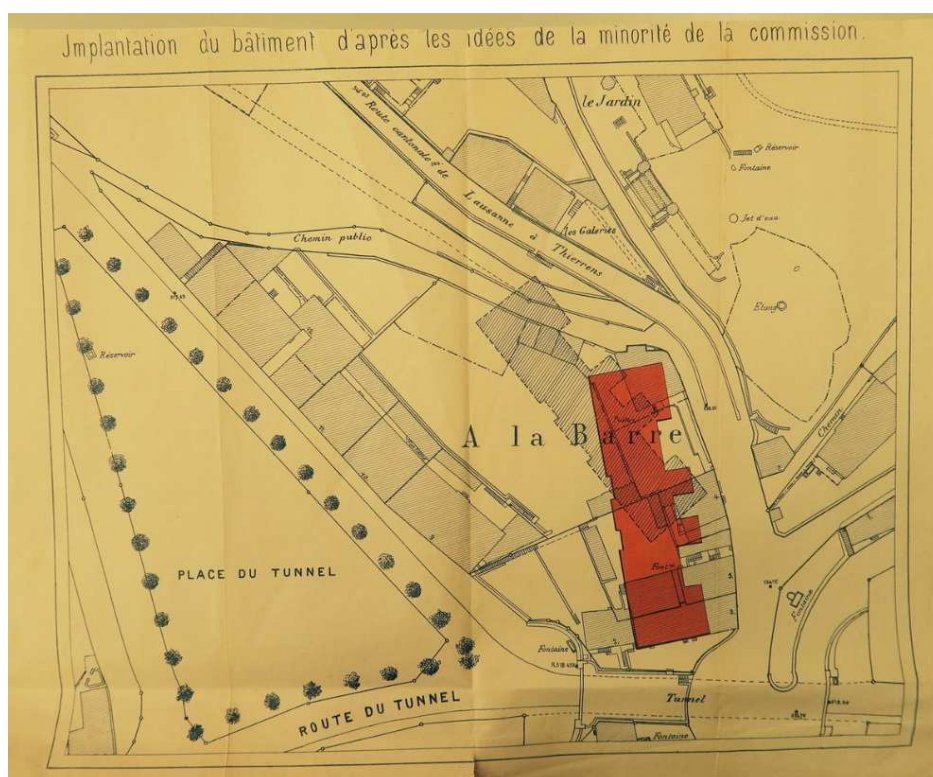 Implantation du bâtiment d'après les idées de la minorité de la commission.
le Jardin
Route cantonale de Lausanne à Thierrens
Réservoir
Fontaine
Jet d'eau
les Galeries
Chemin public
Etang
Réservoir
A la Barre
Chemin
PLACE DU TUNNEL
Fontaine
Fontaine
ROUTE DU TUNNEL
Tunnel
Fontaine